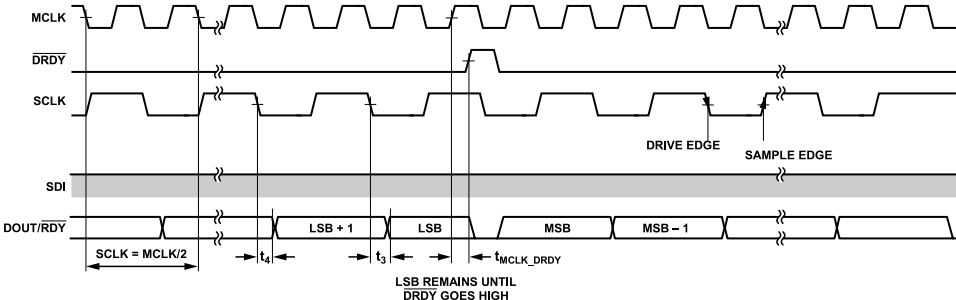 MCLK
DRDY
SCLK
DRIVE EDGE
SAMPLE EDGE
SDI
DOUT/RDY
LSB + 1
LSB
MSB
MSB – 1
SCLK = MCLK/2
t4
t3
tMCLK_DRDY
LSB REMAINS UNTIL
DRDY GOES HIGH